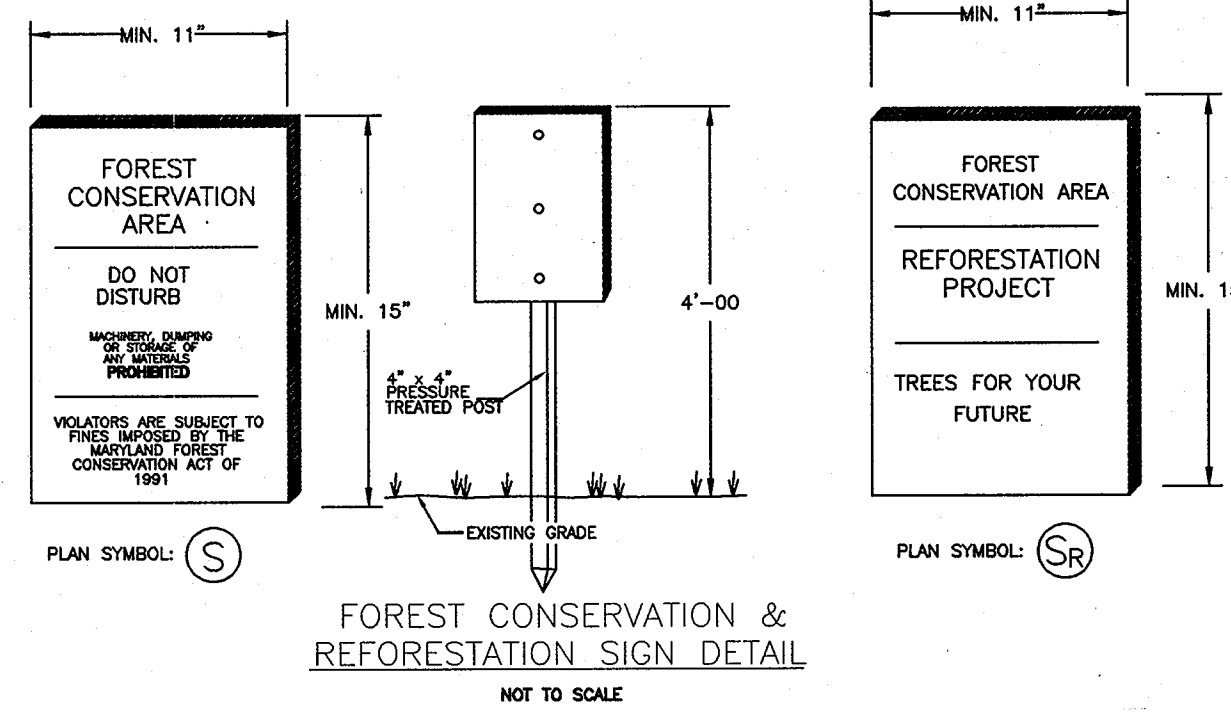 MIN. 11"
FOREST
CONSERVATION
AREA
DO NOT
DISTURB
MACHINERY, DUMPING
OR STORAGE OF
ANY MATERIALS
PROHIBITED
VIOLATORS ARE SUBJECT TO
FINES IMPOSED BY THE
MARYLAND FOREST
CONSERVATION ACT OF
1991
MIN. 15"
PLAN SYMBOL: S
4'-00
4" x 4"
PRESSURE
TREATED POST
EXISTING GRADE
MIN. 11"
FOREST
CONSERVATION AREA
REFORESTATION
PROJECT
TREES FOR YOUR
FUTURE
MIN.
PLAN SYMBOL: SR
FOREST CONSERVATION &
REFORESTATION SIGN DETAIL
NOT TO SCALE